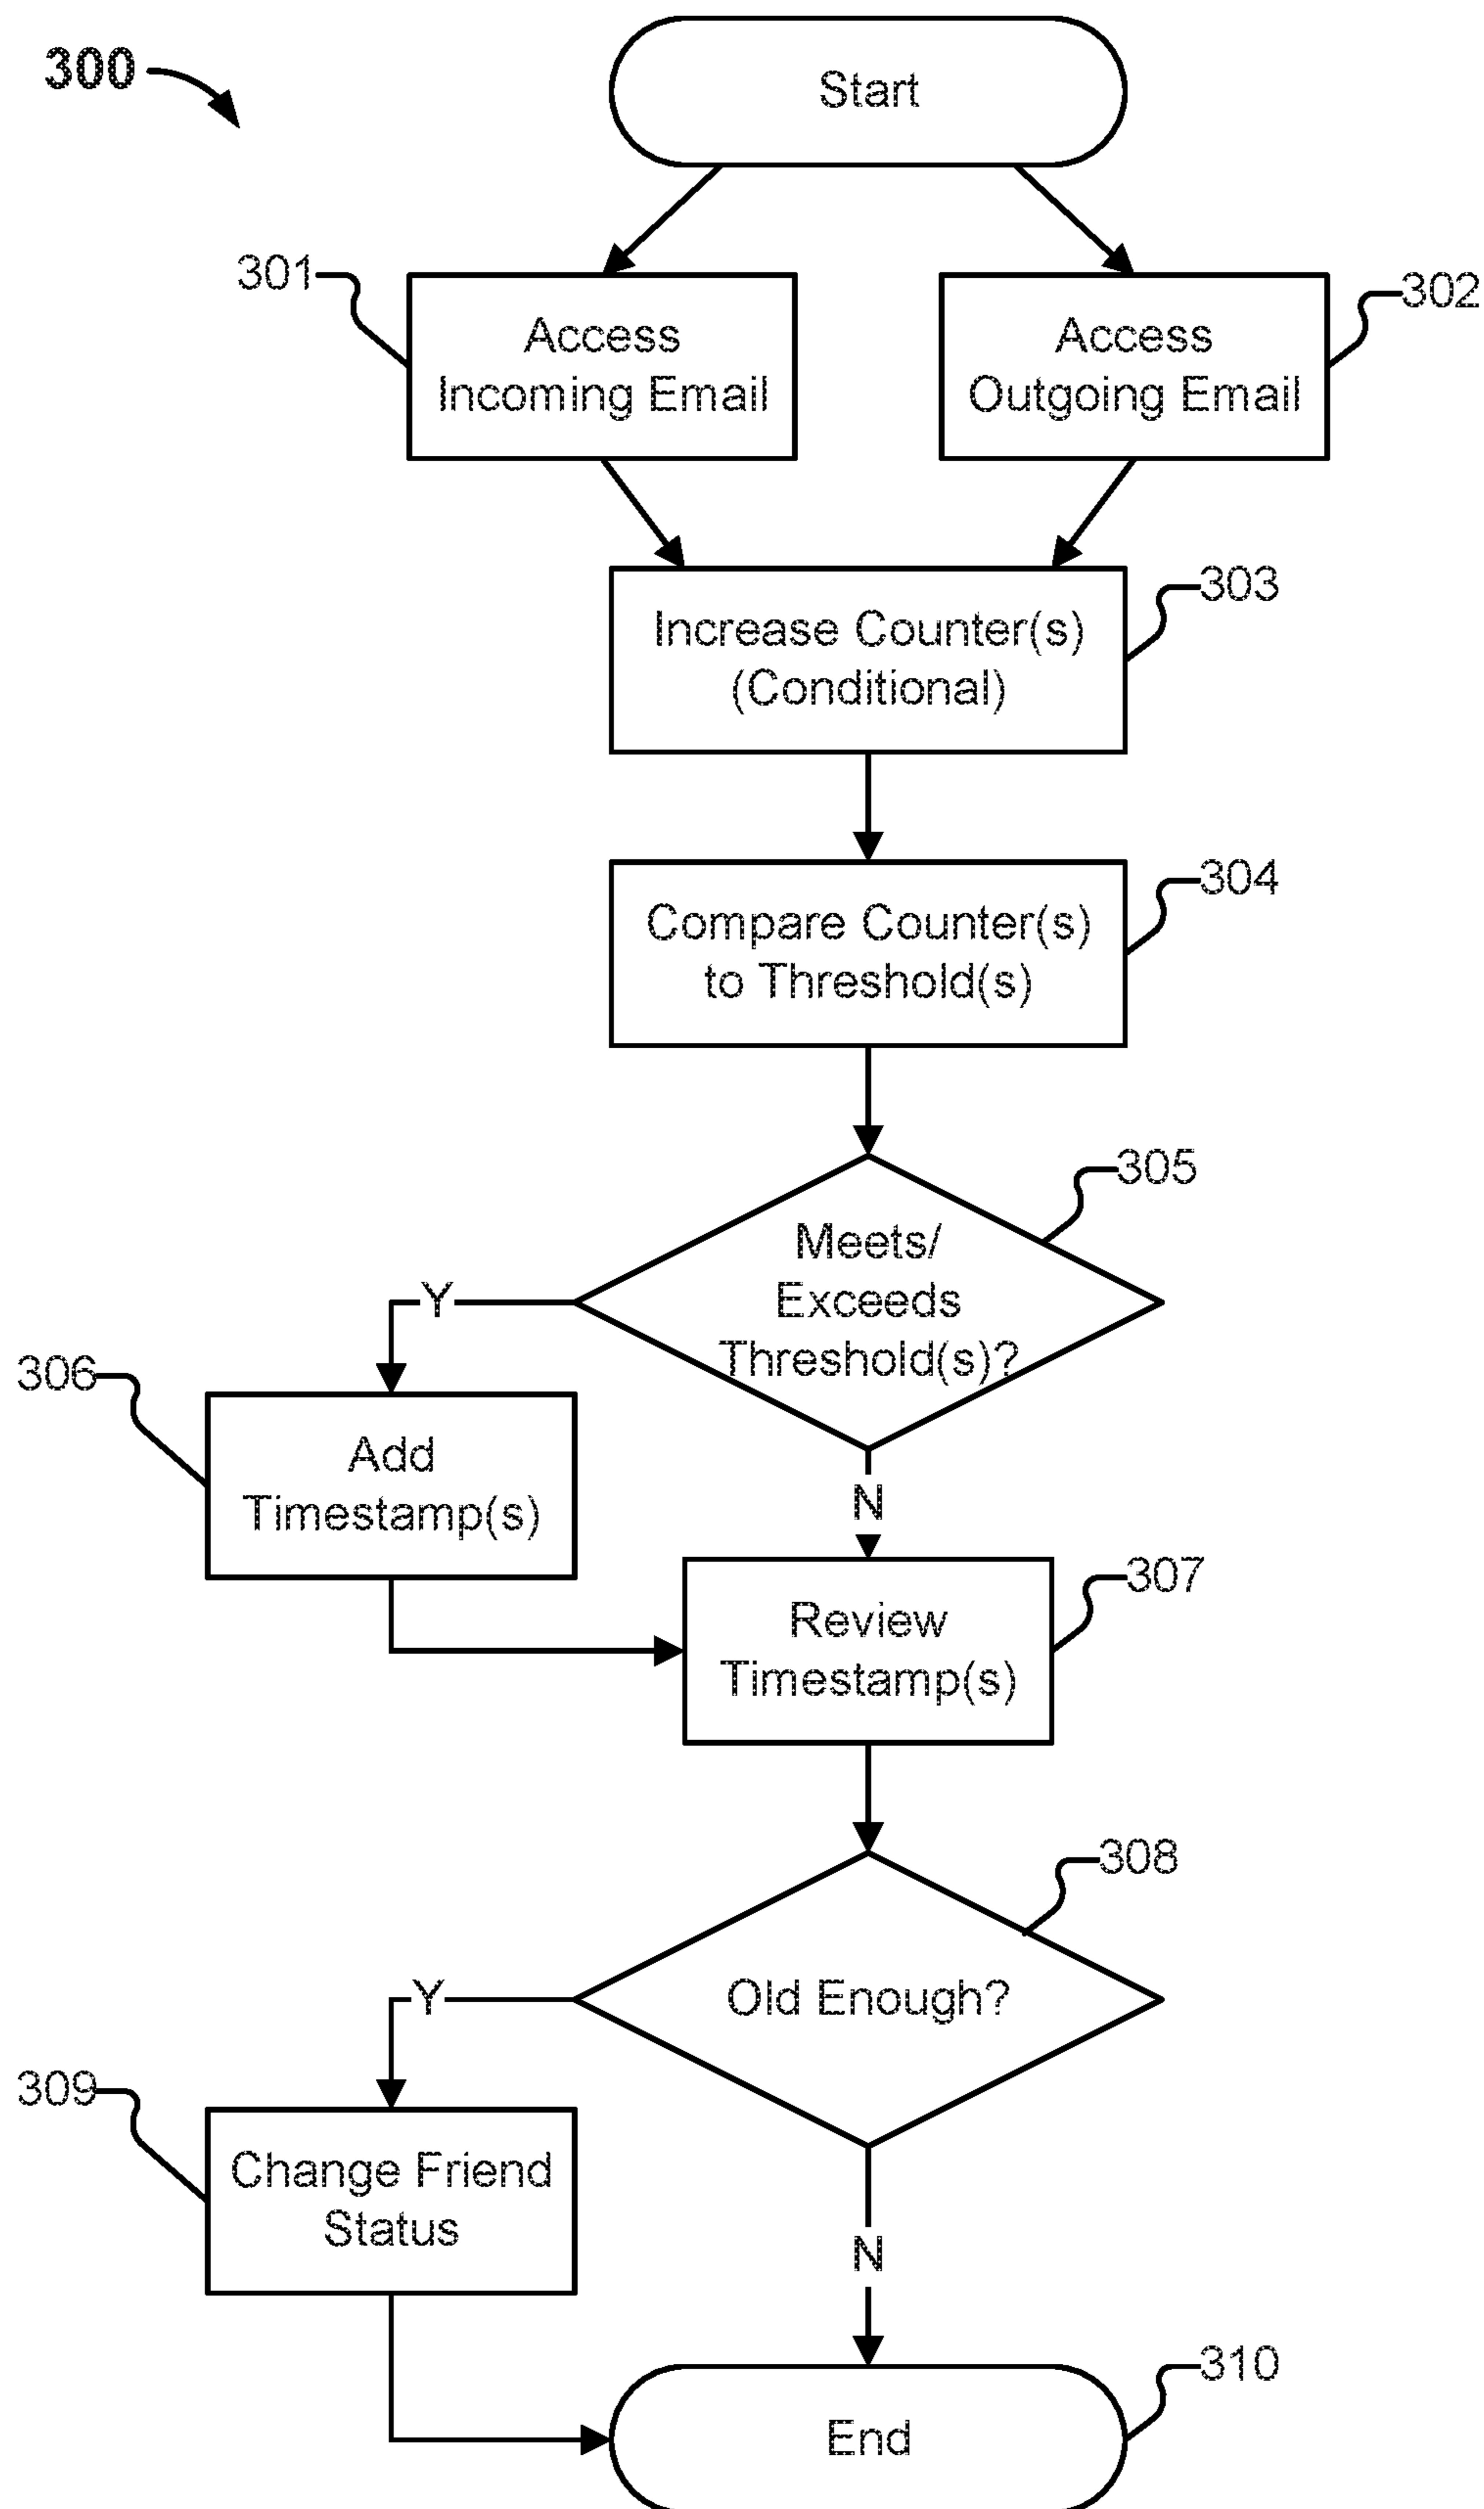 300
Start
301
302
Access
Incoming Email
Access
Outgoing Email
303
Increase Counter(s)
(Conditional)
304
Compare Counter(s)
to Threshold(s)
305
Meets/
Exceeds
Threshold(s)?
Y
306
Add
Timestamp(s)
N
307
Review
Timestamp(s)
308
Old Enough?
Y
309
Change Friend
Status
N
310
End